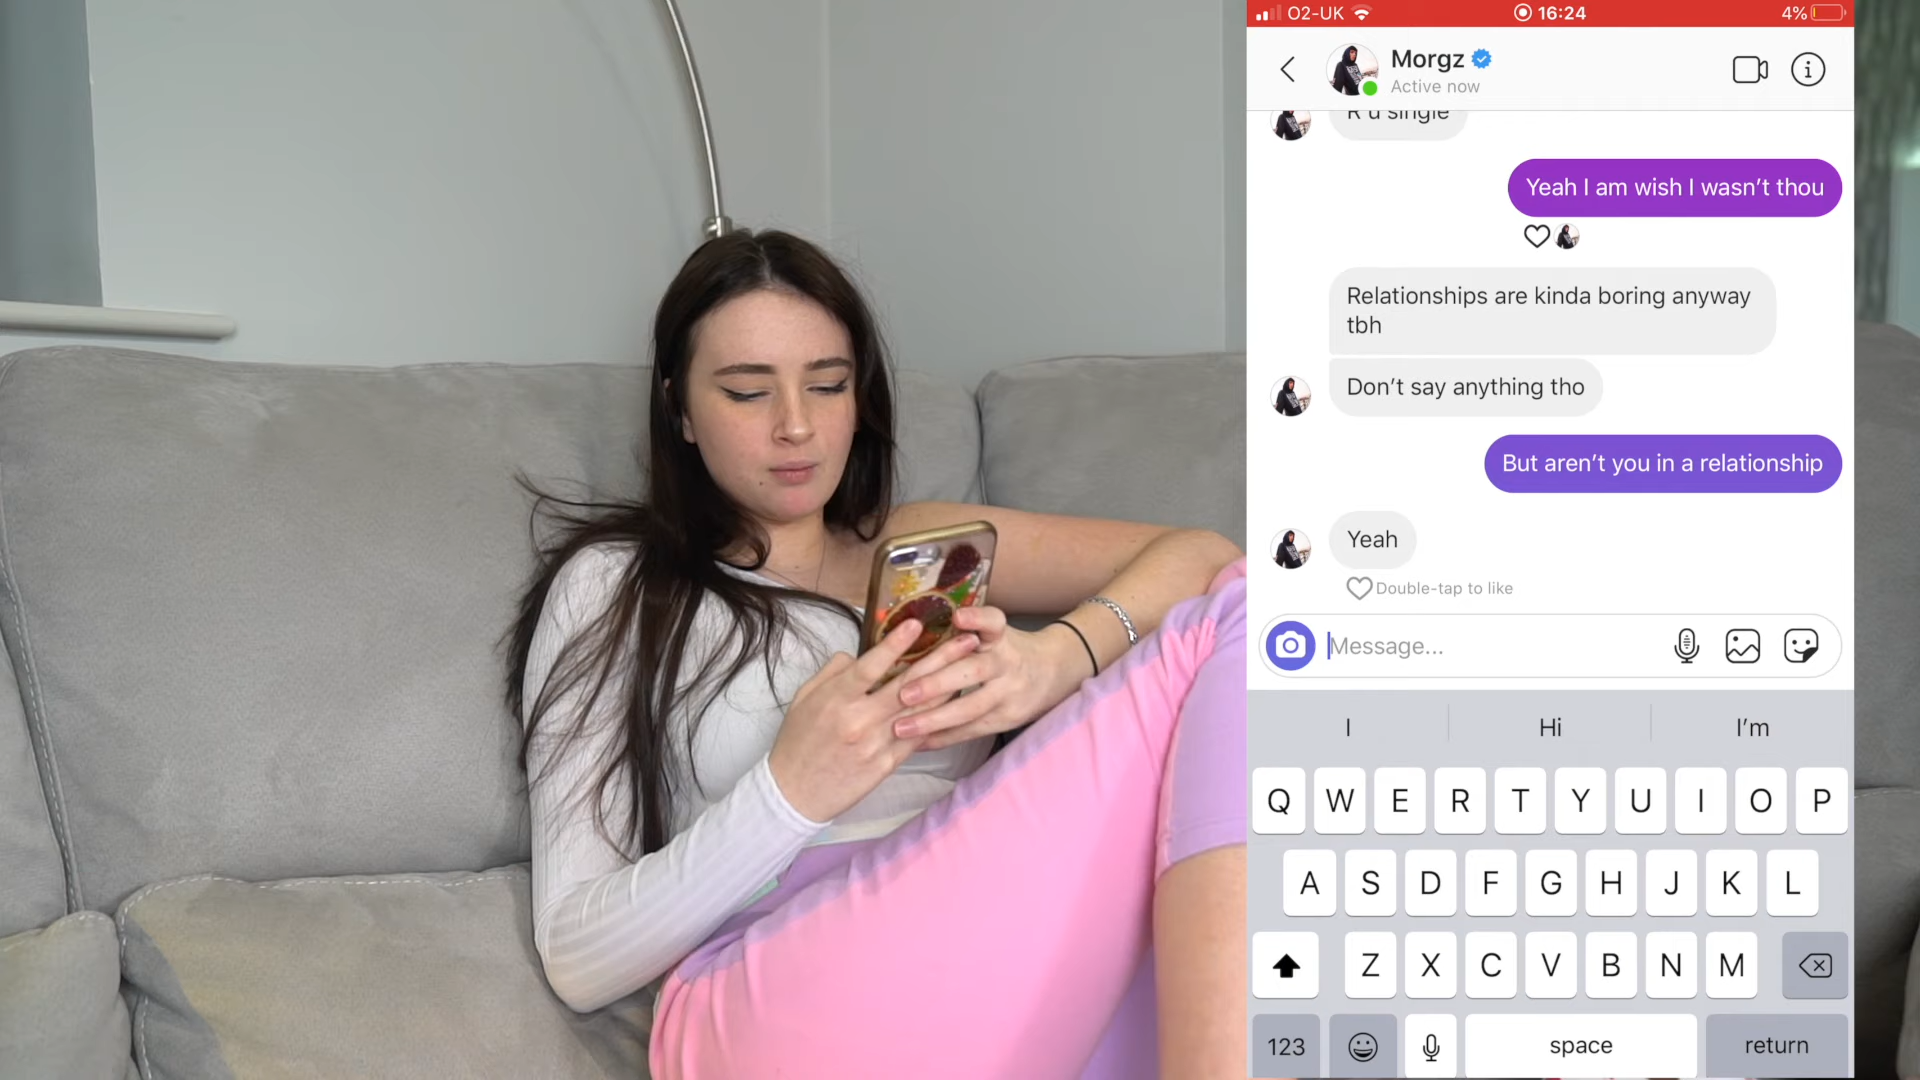 O2-UK
16:24
4%
Morgz
Active now
R u single
Yeah I am wish I wasn’t thou
Relationships are kinda boring anyway
tbh
Don’t say anything tho
But aren’t you in a relationship
Yeah
Double-tap to like
Message...
I Hi I’m
Q W E R T Y U I O P
A S D F G H J K L
Z X C V B N M
123 space return